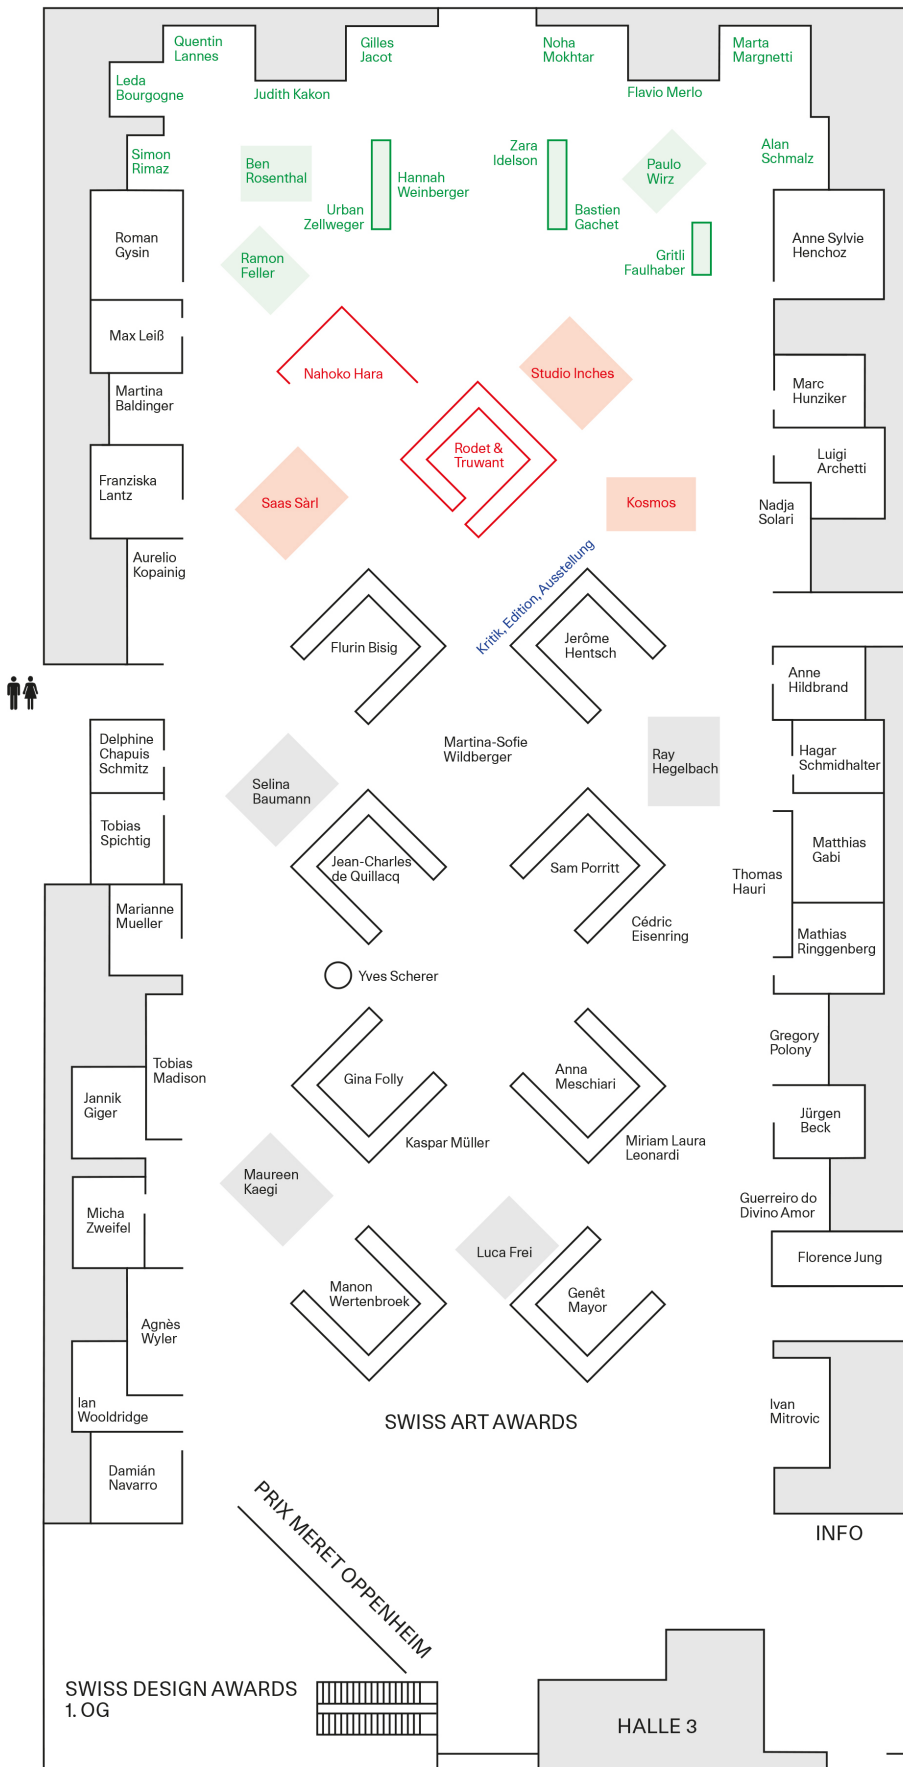 Quentin
Lannes
Gilles
Jacot
Noha
Mokhtar
Marta
Margnetti
Leda
Bourgogne
Judith Kakon
Flavio Merlo
Simon
Rimaz
Ben
Rosenthal
Hannah
Weinberger
Urban
Zellweger
Zara
Idelson
Bastien
Gachet
Paulo
Wirz
Alan
Schmalz
Roman
Gysin
Ramon
Feller
Gritli
Faulhaber
Anne Sylvie
Henchoz
Max Leiß
Nahoko Hara
Studio Inches
Martina
Baldinger
Marc
Hunziker
Rodet &
Truwant
Luigi
Archetti
Franziska
Lantz
Saas Sàrl
Kosmos
Nadja
Solari
Aurelio
Kopainig
Kritik, Edition, Ausstellung
Flurin Bisig
Jerôme
Hentsch
Anne
Hildbrand
Delphine
Chapuis
Schmitz
Martina-Sofie
Wildberger
Ray
Hegelbach
Hagar
Schmidhalter
Selina
Baumann
Tobias
Spichtig
Jean-Charles
de Quillacq
Sam Porritt
Matthias
Gabi
Thomas
Hauri
Marianne
Mueller
Cédric
Eisenring
Mathias
Ringgenberg
Yves Scherer
Tobias
Madison
Gina Folly
Anna
Meschiari
Gregory
Polony
Jannik
Giger
Kaspar Müller
Miriam Laura
Leonardi
Jürgen
Beck
Maureen
Kaegi
Micha
Zweifel
Guerreiro do
Divino Amor
Luca Frei
Florence Jung
Manon
Wertenbroek
Genêt
Mayor
Agnès
Wyler
Ian
Wooldridge
SWISS ART AWARDS
Ivan
Mitrovic
Damián
Navarro
INFO
PRIX MERET OPPENHEIM
SWISS DESIGN AWARDS
1. OG
HALLE 3